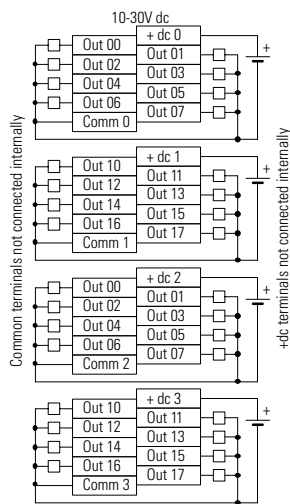 10-30V dc
+ dc 0
Out 00
Out 01
Out 02
Out 03
Out 04
Out 05
Out 06
Out 07
Comm 0
+
+ dc 1
Out 10
Out 11
Out 12
Out 13
Out 14
Out 15
Out 16
Out 17
Comm 1
+
+ dc 2
Out 00
Out 01
Out 02
Out 03
Out 04
Out 05
Out 06
Out 07
Comm 2
+
+ dc 3
Out 10
Out 11
Out 12
Out 13
Out 14
Out 15
Out 16
Out 17
Comm 3
+
Common terminals not connected internally
+dc terminals not connected internally